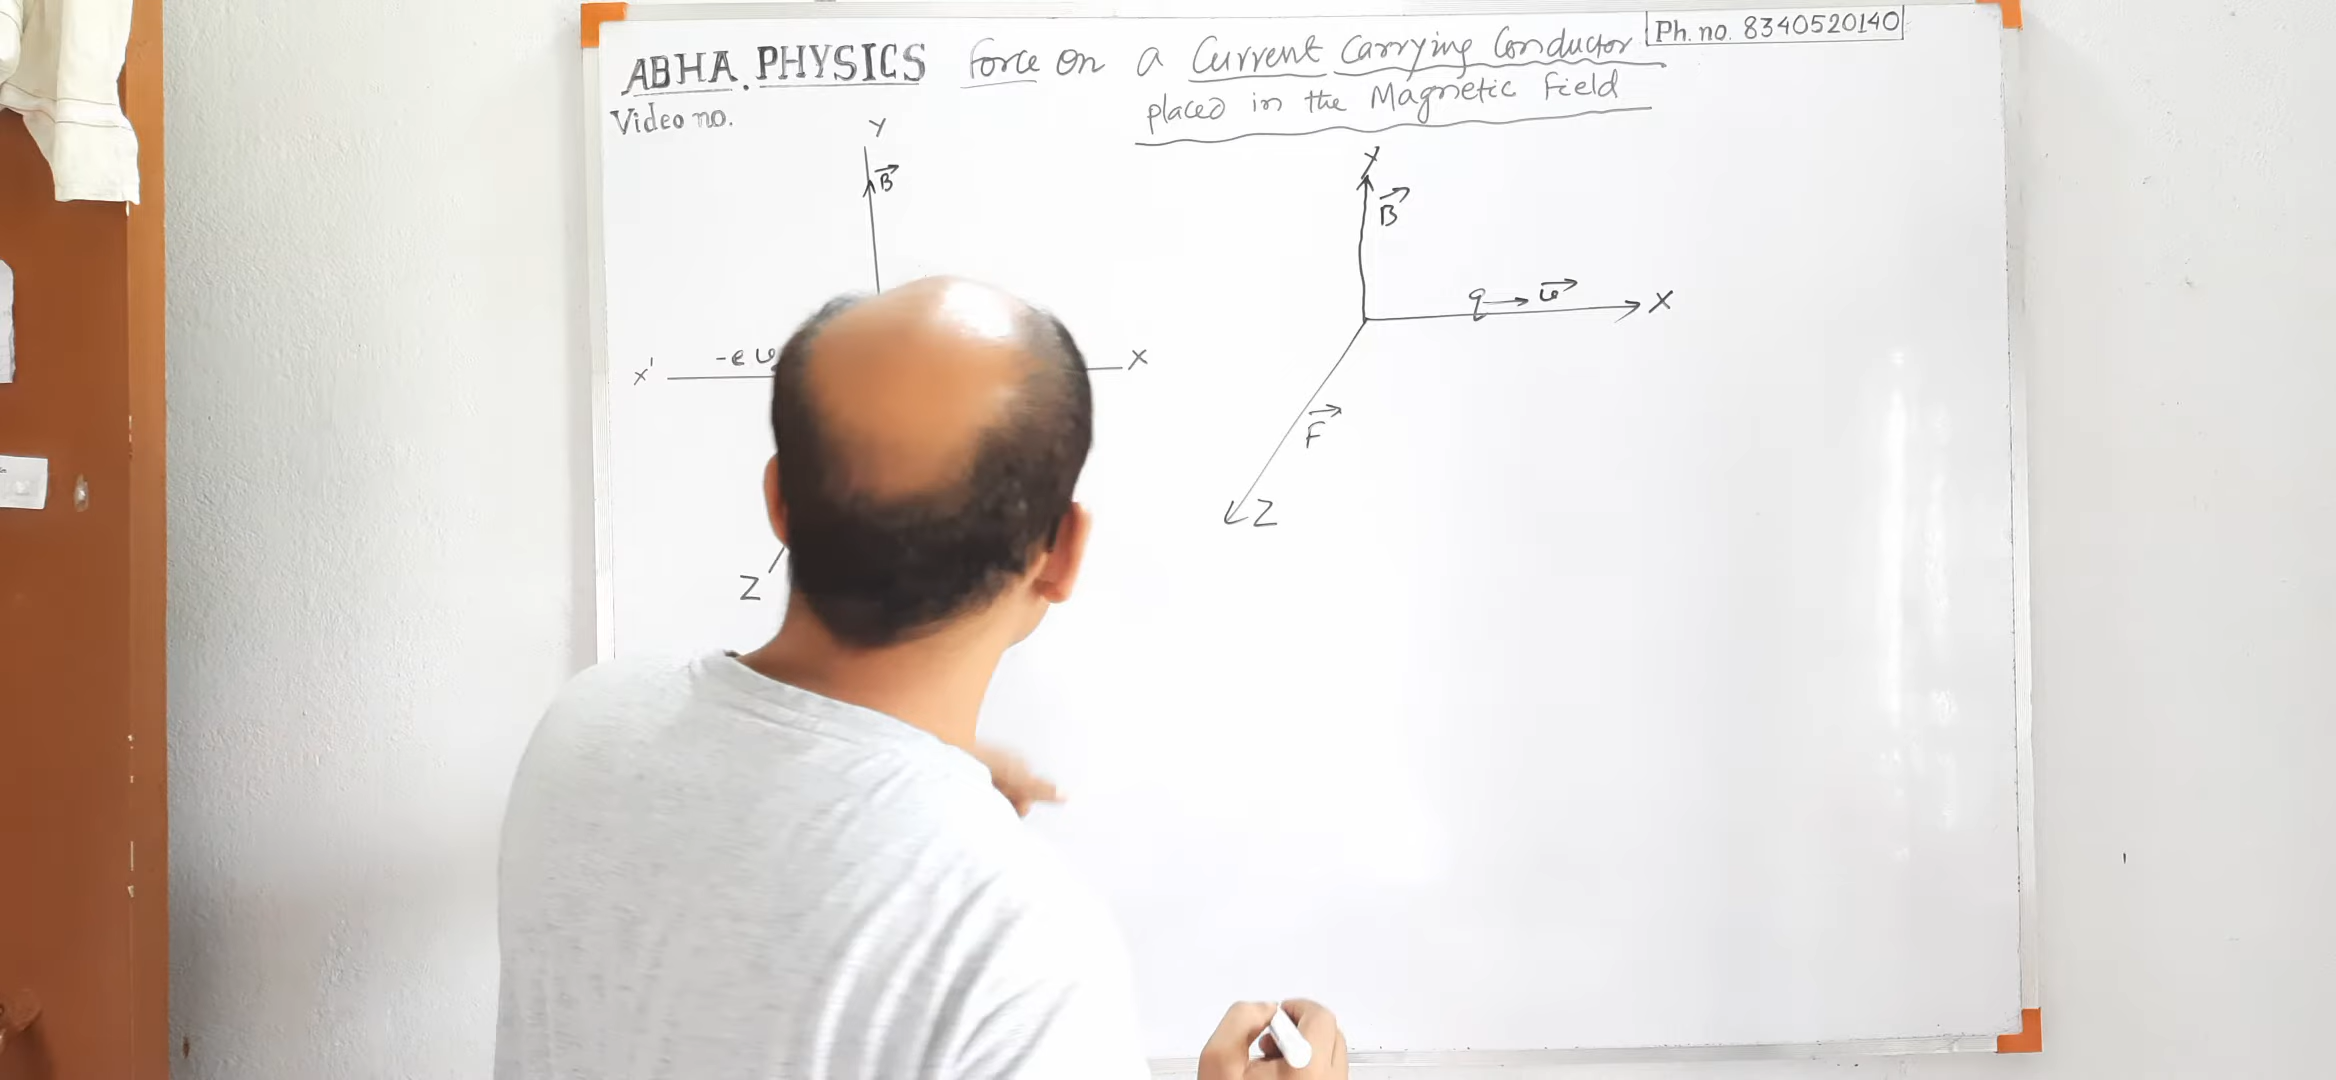 ABHA. PHYSICS Force on a Current Carrying Conductor
Ph. no. 8340520140
placed in the Magnetic field
Video no.
Y
B
X'
-e
X
Z
Y
B
q
v
X
F
Z